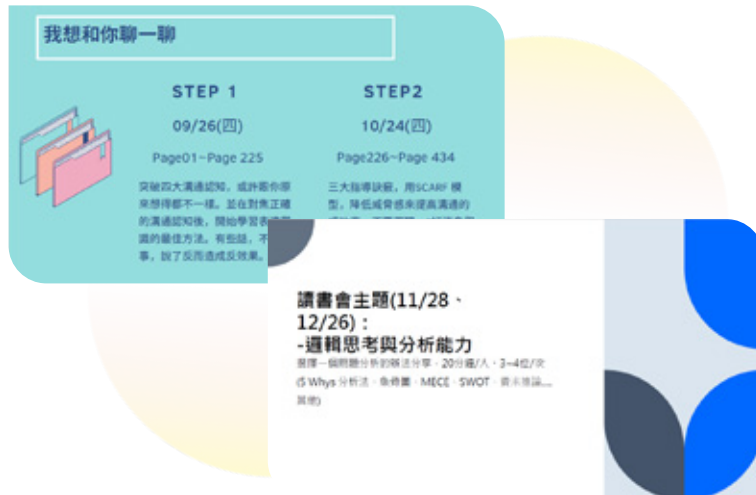 我想和你聊一聊
STEP 1
09/26(四)
Page01~Page 225
突破四大溝通認知，或許跟你原
來想得都不一樣。並在對焦正確
的溝通認知後，開始學習表達
識的最佳方法。有些話，不
事，說了反而造成反效果。
STEP2
10/24(四)
Page226~Page 434
三大指導訣竅，用SCARF 模
型，降低威脅感來提高溝通的
讀書會主題(11/28、
12/26)：
-邏輯思考與分析能力
選擇一個問題分析的辦法分享，20分鐘/人，3~4位/次
(5 Whys 分析法、魚骨圖、MECE、SWOT、費米推論....
其他)